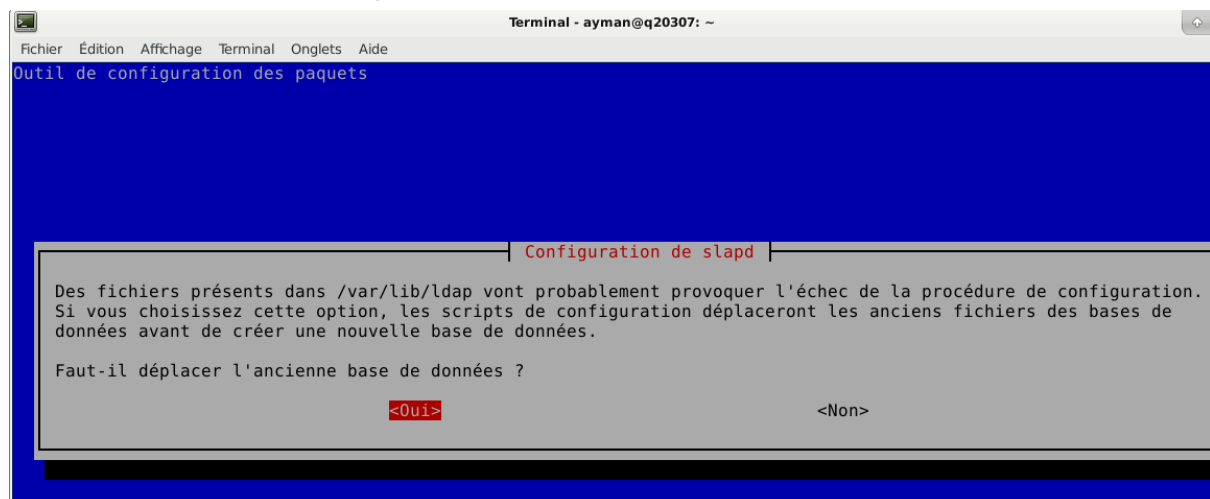 Terminal - ayman@q20307: ~
Fichier Édition Affichage Terminal Onglets Aide
Outil de configuration des paquets
Configuration de slapd
Des fichiers présents dans /var/lib/ldap vont probablement provoquer l'échec de la procédure de configuration.
Si vous choisissez cette option, les scripts de configuration déplaceront les anciens fichiers des bases de
données avant de créer une nouvelle base de données.
Faut-il déplacer l'ancienne base de données ?
<Oui> <Non>